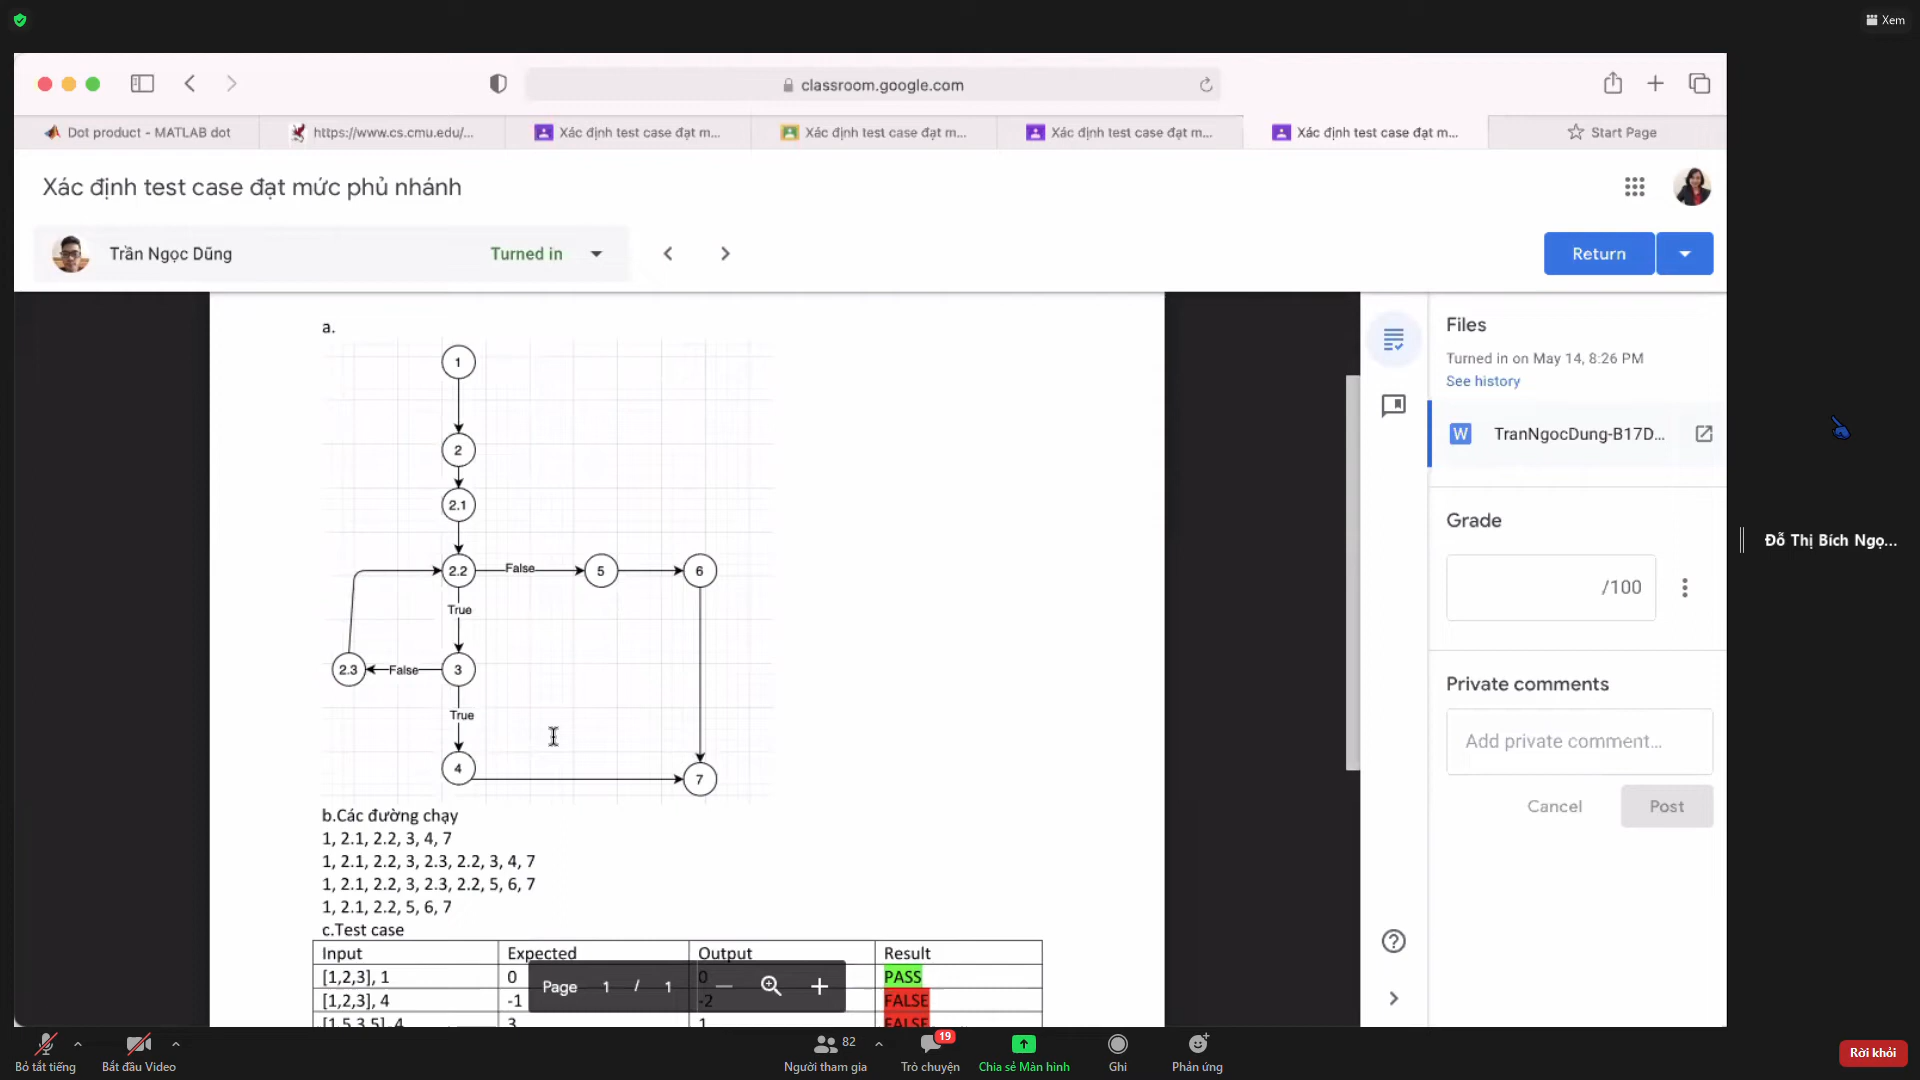 Xem
classroom.google.com
Dot product - MATLAB dot
https://www.cs.cmu.edu/...
Xác định test case đạt m...
Xác định test case đạt m...
Xác định test case đạt m...
Xác định test case đạt m...
Start Page
Xác định test case đạt mức phủ nhánh
Trần Ngọc Dũng
Turned in
Return
a.
1
2
2.1
2.2
False
5
6
True
2.3
False
3
True
4
7
b.Các đường chạy
1, 2.1, 2.2, 3, 4, 7
1, 2.1, 2.2, 3, 2.3, 2.2, 3, 4, 7
1, 2.1, 2.2, 3, 2.3, 2.2, 5, 6, 7
1, 2.1, 2.2, 5, 6, 7
c.Test case
Input Expected Output Result
[1,2,3], 1 0 0 PASS
[1,2,3], 4 -1 -2 FALSE
[1,5,3,5], 4 3 1 FALSE
Page 1 / 1
Files
Turned in on May 14, 8:26 PM
See history
W TranNgocDung-B17D...
Grade
/100
Private comments
Add private comment...
Cancel
Post
Đỗ Thị Bích Ngọ...
Bỏ tắt tiếng
Bắt đầu Video
82
Người tham gia
19
Trò chuyện
Chia sẻ Màn hình
Ghi
Phản ứng
Rời khỏi